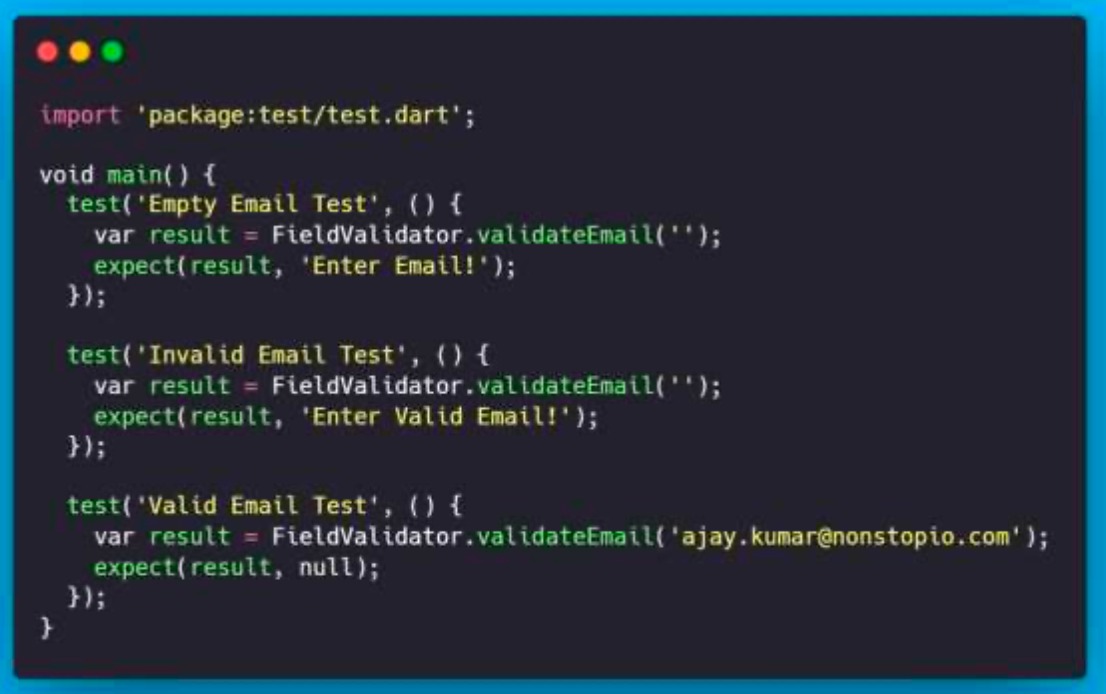 import 'package:test/test.dart';
void main() {
  test('Empty Email Test', () {
    var result = FieldValidator.validateEmail('');
    expect(result, 'Enter Email!');
  });
  test('Invalid Email Test', () {
    var result = FieldValidator.validateEmail('');
    expect(result, 'Enter Valid Email!');
  });
  test('Valid Email Test', () {
    var result = FieldValidator.validateEmail('ajay.kumar@nonstopio.com');
    expect(result, null);
  });
}